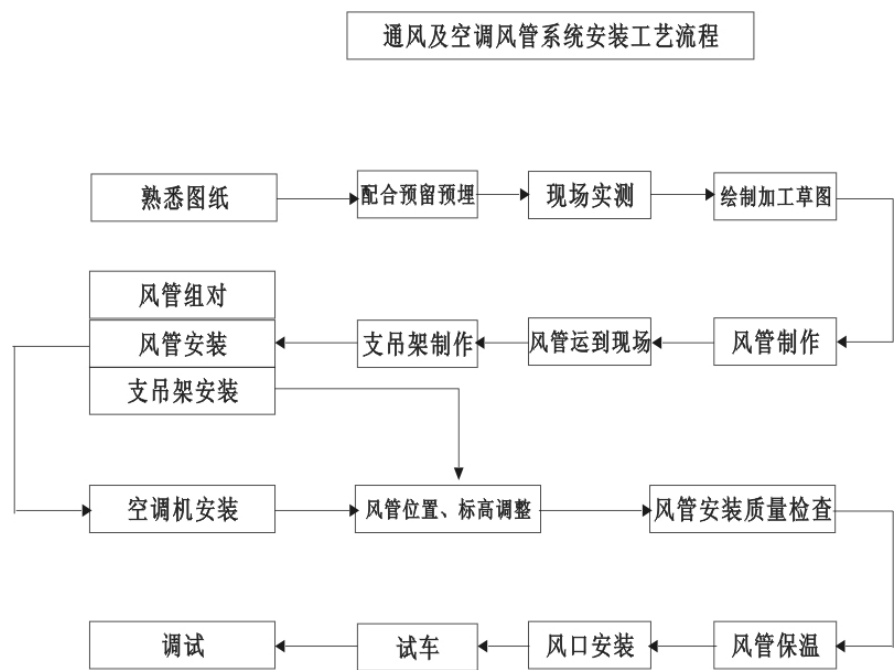 通风及空调风管系统安装工艺流程
熟悉图纸
配合预留预埋
现场实测
绘制加工草图
风管组对
风管安装
支吊架安装
支吊架制作
风管运到现场
风管制作
空调机安装
风管位置、标高调整
风管安装质量检查
调试
试车
风口安装
风管保温